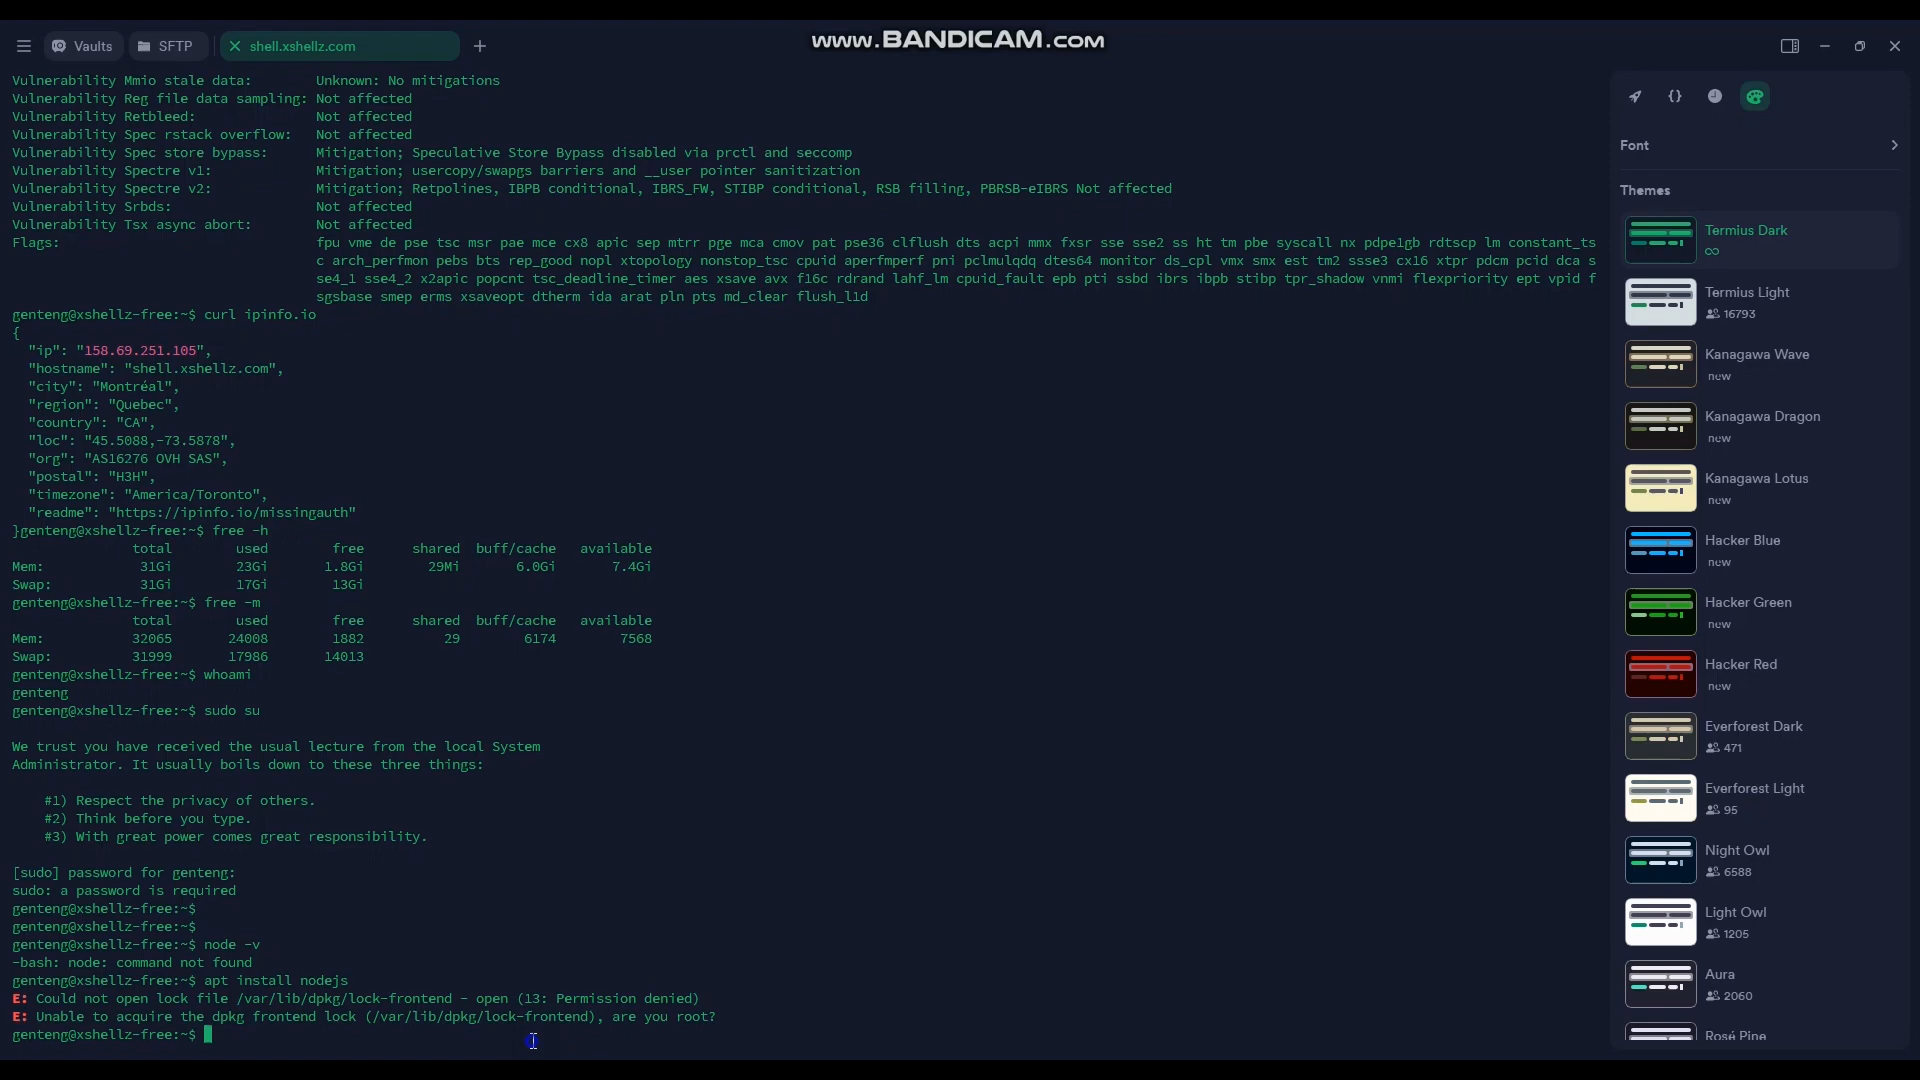 www.BANDICAM.com
Vaults SFTP shell.xshellz.com
Vulnerability Mmio stale data: Unknown: No mitigations
Vulnerability Reg file data sampling: Not affected
Vulnerability Retbleed: Not affected
Vulnerability Spec rstack overflow: Not affected
Vulnerability Spec store bypass: Mitigation; Speculative Store Bypass disabled via prctl and seccomp
Vulnerability Spectre v1: Mitigation; usercopy/swapgs barriers and __user pointer sanitization
Vulnerability Spectre v2: Mitigation; Retpolines, IBPB conditional, IBRS_FW, STIBP conditional, RSB filling, PBRSB-eIBRS Not affected
Vulnerability Srbds: Not affected
Vulnerability Tsx async abort: Not affected
Flags: fpu vme de pse tsc msr pae mce cx8 apic sep mtrr pge mca cmov pat pse36 clflush dts acpi mmx fxsr sse sse2 ss ht tm pbe syscall nx pdpe1gb rdtscp lm constant_ts
c arch_perfmon pebs bts rep_good nopl xtopology nonstop_tsc cpuid aperfmperf pni pclmulqdq dtes64 monitor ds_cpl vmx smx est tm2 ssse3 cx16 xtpr pdcm pcid dca s
se4_1 sse4_2 x2apic popcnt tsc_deadline_timer aes xsave avx f16c rdrand lahf_lm cpuid_fault epb pti ssbd ibrs ibpb stibp tpr_shadow vnmi flexpriority ept vpid f
sgsbase smep erms xsaveopt dtherm ida arat pln pts md_clear flush_l1d
genteng@xshellz-free:~$ curl ipinfo.io
{
"ip": "158.69.251.105",
"hostname": "shell.xshellz.com",
"city": "Montréal",
"region": "Quebec",
"country": "CA",
"loc": "45.5088,-73.5878",
"org": "AS16276 OVH SAS",
"postal": "H3H",
"timezone": "America/Toronto",
"readme": "https://ipinfo.io/missingauth"
}genteng@xshellz-free:~$ free -h
total used free shared buff/cache available
Mem: 31Gi 23Gi 1.8Gi 29Mi 6.0Gi 7.4Gi
Swap: 31Gi 17Gi 13Gi
genteng@xshellz-free:~$ free -m
total used free shared buff/cache available
Mem: 32065 24008 1882 29 6174 7568
Swap: 31999 17986 14013
genteng@xshellz-free:~$ whoami
genteng
genteng@xshellz-free:~$ sudo su
We trust you have received the usual lecture from the local System
Administrator. It usually boils down to these three things:
#1) Respect the privacy of others.
#2) Think before you type.
#3) With great power comes great responsibility.
[sudo] password for genteng:
sudo: a password is required
genteng@xshellz-free:~$
genteng@xshellz-free:~$
genteng@xshellz-free:~$ node -v
-bash: node: command not found
genteng@xshellz-free:~$ apt install nodejs
E: Could not open lock file /var/lib/dpkg/lock-frontend - open (13: Permission denied)
E: Unable to acquire the dpkg frontend lock (/var/lib/dpkg/lock-frontend), are you root?
genteng@xshellz-free:~$
Font
Themes
Termius Dark
∞
Termius Light
16793
Kanagawa Wave
new
Kanagawa Dragon
new
Kanagawa Lotus
new
Hacker Blue
new
Hacker Green
new
Hacker Red
new
Everforest Dark
471
Everforest Light
95
Night Owl
6588
Light Owl
1205
Aura
2060
Rosé Pine